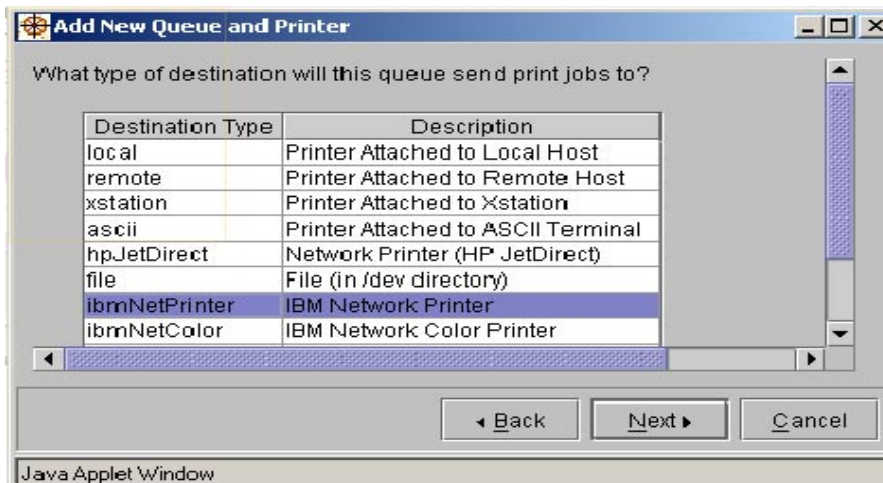 Add New Queue and Printer
What type of destination will this queue send print jobs to?
Destination Type Description
local Printer Attached to Local Host
remote Printer Attached to Remote Host
xstation Printer Attached to Xstation
ascii Printer Attached to ASCII Terminal
hpJetDirect Network Printer (HP JetDirect)
file File (in /dev directory)
ibmNetPrinter IBM Network Printer
ibmNetColor IBM Network Color Printer
Back Next Cancel
Java Applet Window